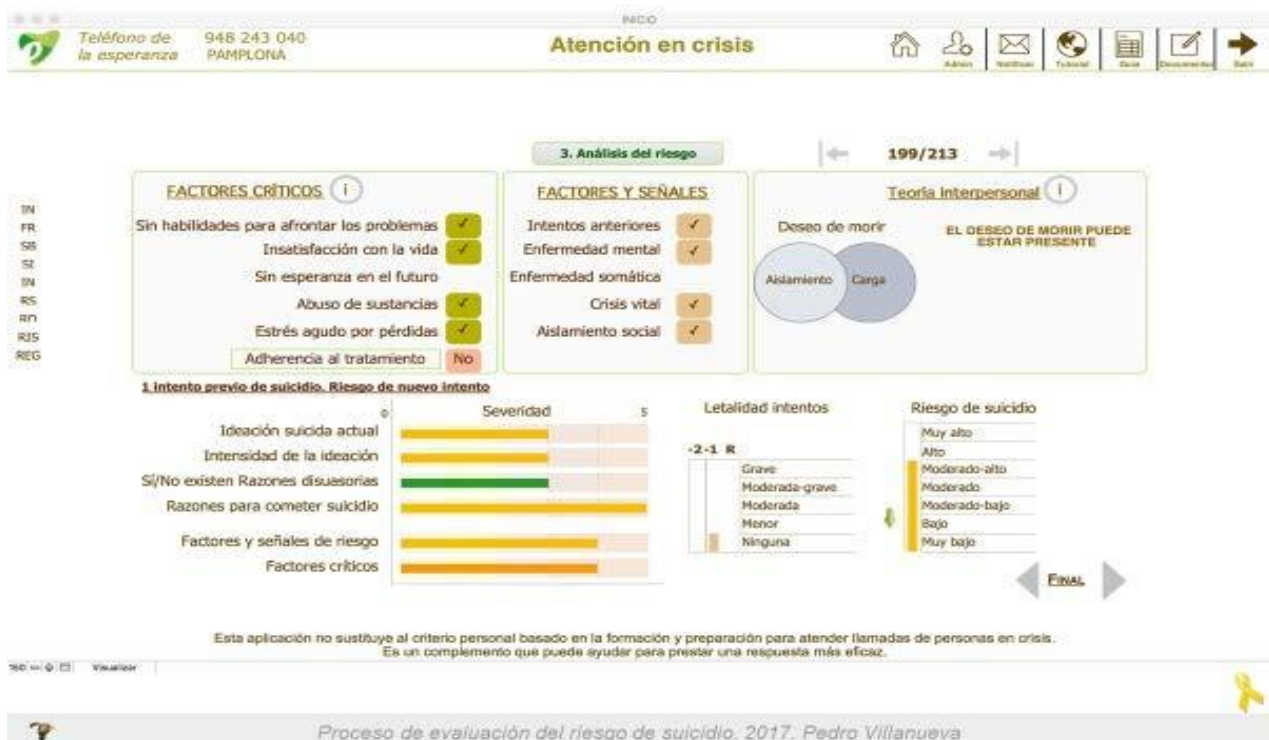 INICIO
Teléfono de la esperanza
948 243 040 PAMPLONA
Atención en crisis
Admin
Notificar
Tutorial
Guía
Documentos
Salir
3. Análisis del riesgo
199/213
FACTORES CRÍTICOS i
Sin habilidades para afrontar los problemas ✓
Insatisfacción con la vida ✓
Sin esperanza en el futuro
Abuso de sustancias ✓
Estrés agudo por pérdidas ✓
Adherencia al tratamiento No
FACTORES Y SEÑALES
Intentos anteriores ✓
Enfermedad mental ✓
Enfermedad somática
Crisis vital ✓
Aislamiento social ✓
Teoría Interpersonal i
Deseo de morir
Aislamiento Carga
EL DESEO DE MORIR PUEDE
ESTAR PRESENTE
IN
FR
SB
SI
IN
RS
RD
RIS
REG
1 intento previo de suicidio. Riesgo de nuevo intento
0 Severidad 5
Ideación suicida actual
Intensidad de la ideación
Sí/No existen Razones disuasorias
Razones para cometer suicidio
Factores y señales de riesgo
Factores críticos
Letalidad intentos
-2 -1 R
Grave
Moderada-grave
Moderada
Menor
Ninguna
Riesgo de suicidio
Muy alto
Alto
Moderado-alto
Moderado
Moderado-bajo
Bajo
Muy bajo
FINAL
Esta aplicación no sustituye al criterio personal basado en la formación y preparación para atender llamadas de personas en crisis.
Es un complemento que puede ayudar para prestar una respuesta más eficaz.
Visualizar
Proceso de evaluación del riesgo de suicidio. 2017. Pedro Villanueva